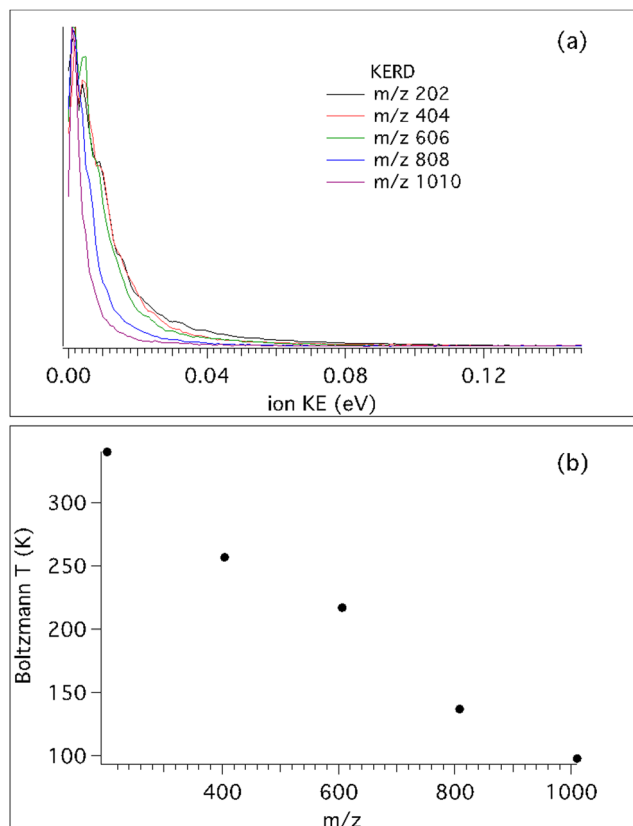 (a)
KERD
m/z 202
m/z 404
m/z 606
m/z 808
m/z 1010
0.00 0.04 0.08 0.12
ion KE (eV)
(b)
Boltzmann T (K)
300
250
200
150
100
400 600 800 1000
m/z